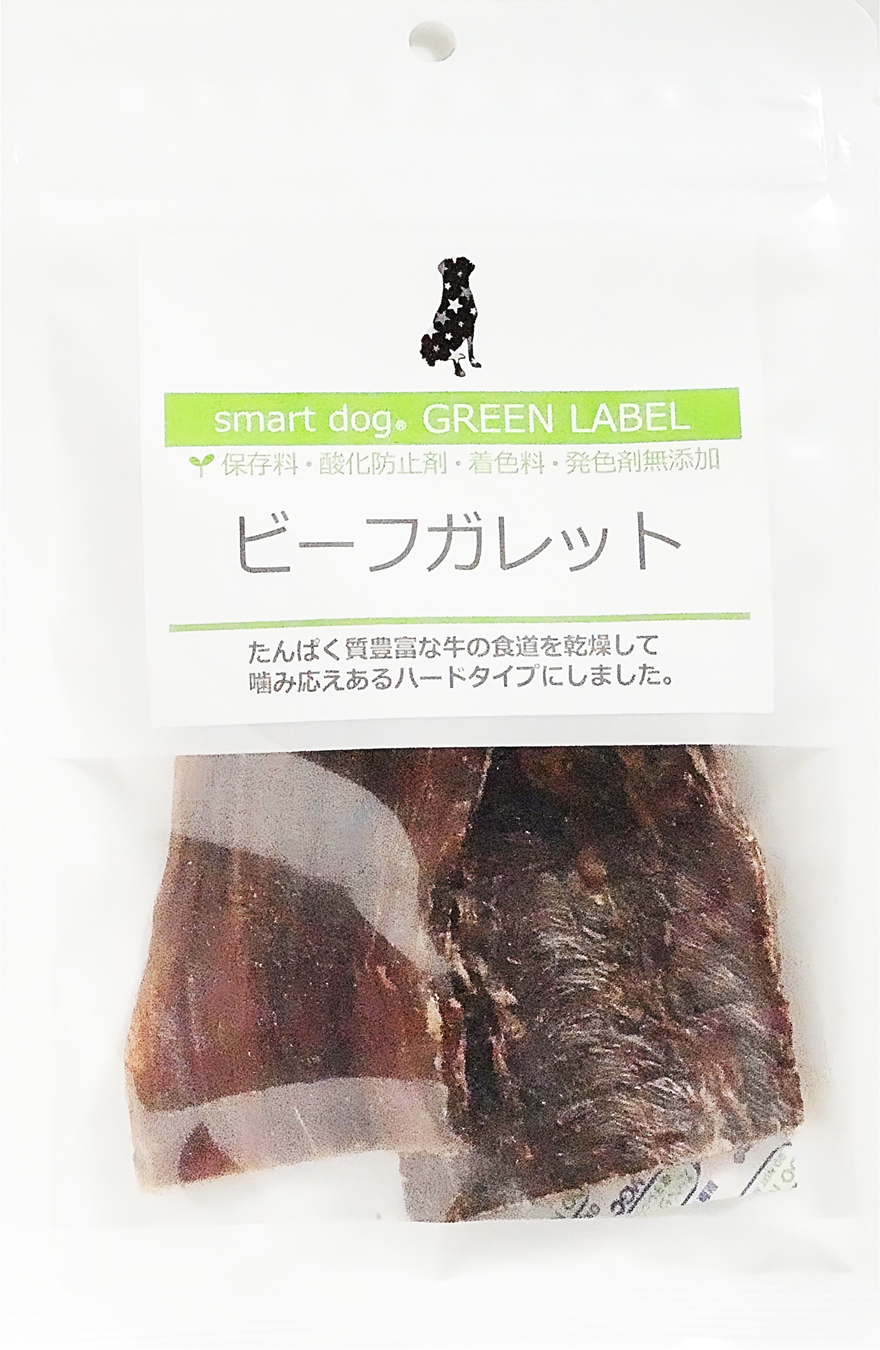 smart dog® GREEN LABEL
保存料・酸化防止剤・着色料・発色剤無添加
ビーフガレット
たんぱく質豊富な牛の食道を乾燥して
噛み応えあるハードタイプにしました。